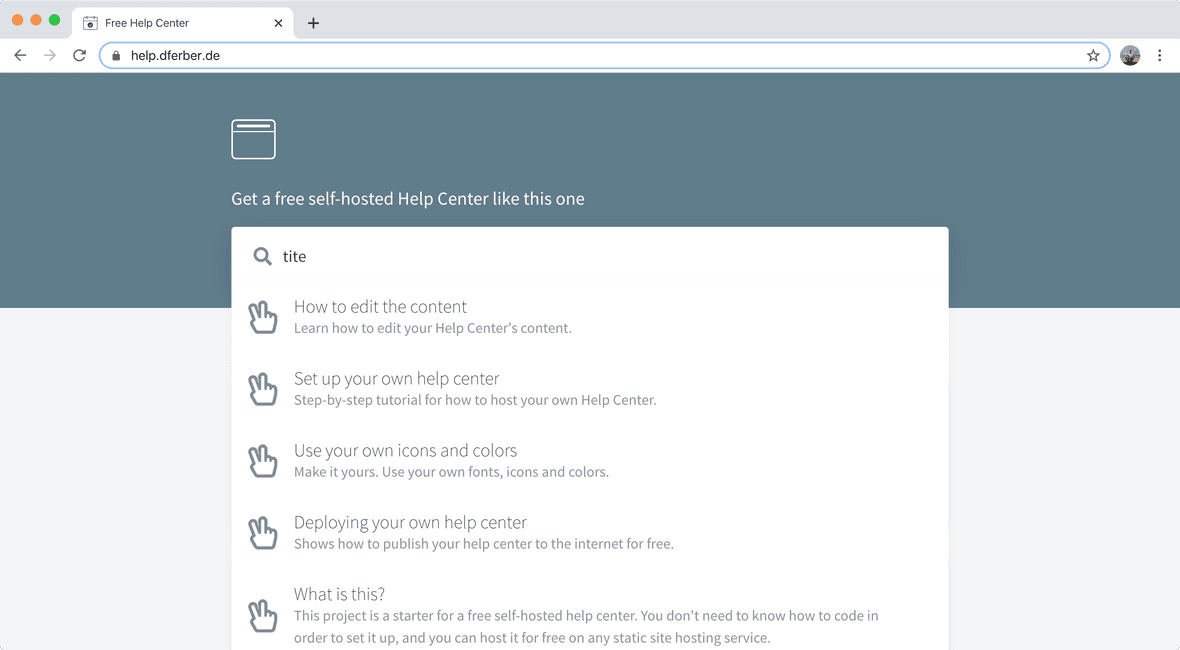 Free Help Center
help.dferber.de
Get a free self-hosted Help Center like this one
tite
How to edit the content
Learn how to edit your Help Center's content.
Set up your own help center
Step-by-step tutorial for how to host your own Help Center.
Use your own icons and colors
Make it yours. Use your own fonts, icons and colors.
Deploying your own help center
Shows how to publish your help center to the internet for free.
What is this?
This project is a starter for a free self-hosted help center. You don't need to know how to code in
order to set it up, and you can host it for free on any static site hosting service.